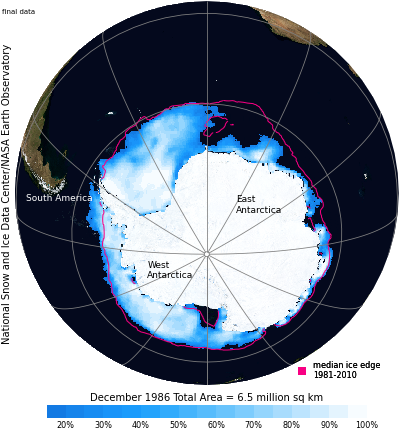 final data
National Snow and Ice Data Center/NASA Earth Observatory
South America
East
Antarctica
West
Antarctica
median ice edge
1981-2010
December 1986 Total Area = 6.5 million sq km
20% 30% 40% 50% 60% 70% 80% 90% 100%